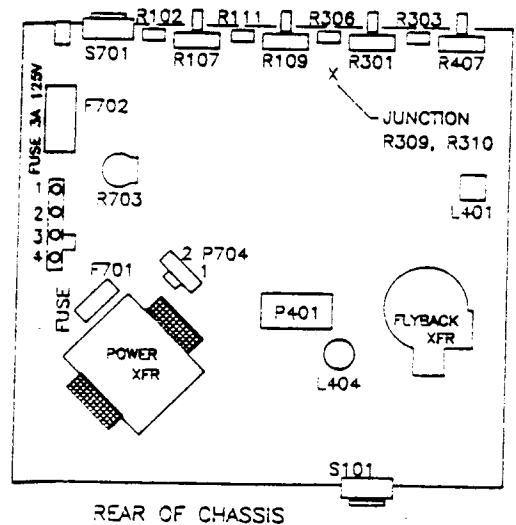 R102 R111 R306 R303
S701 R107 R109 R301 R407
FUSE 3A 125V
F702
JUNCTION
R309, R310
R703
L401
1
2
3
4
2 P704
1
F701
FUSE
P401
FLYBACK
XFR
POWER
XFR
L404
S101
REAR OF CHASSIS